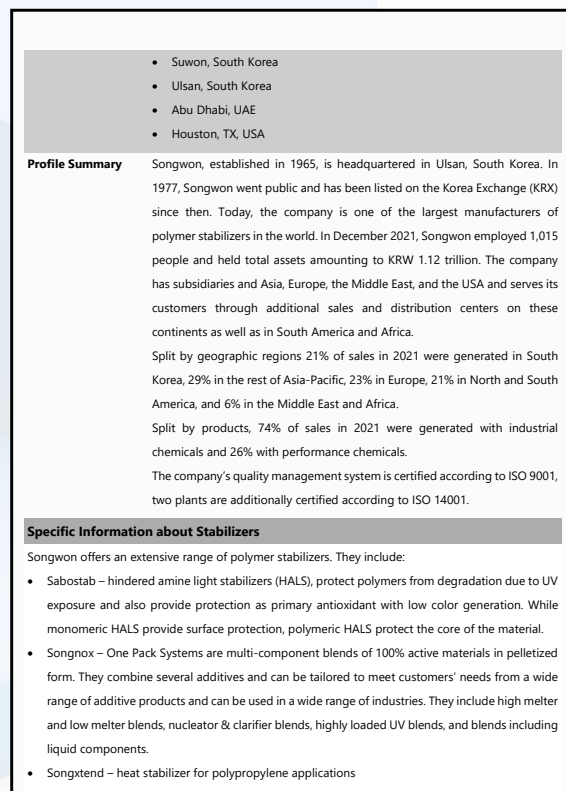 • Suwon, South Korea
• Ulsan, South Korea
• Abu Dhabi, UAE
• Houston, TX, USA
Profile Summary Songwon, established in 1965, is headquartered in Ulsan, South Korea. In
1977, Songwon went public and has been listed on the Korea Exchange (KRX)
since then. Today, the company is one of the largest manufacturers of
polymer stabilizers in the world. In December 2021, Songwon employed 1,015
people and held total assets amounting to KRW 1.12 trillion. The company
has subsidiaries and Asia, Europe, the Middle East, and the USA and serves its
customers through additional sales and distribution centers on these
continents as well as in South America and Africa.
Split by geographic regions 21% of sales in 2021 were generated in South
Korea, 29% in the rest of Asia-Pacific, 23% in Europe, 21% in North and South
America, and 6% in the Middle East and Africa.
Split by products, 74% of sales in 2021 were generated with industrial
chemicals and 26% with performance chemicals.
The company's quality management system is certified according to ISO 9001,
two plants are additionally certified according to ISO 14001.
Specific Information about Stabilizers
Songwon offers an extensive range of polymer stabilizers. They include:
• Sabostab – hindered amine light stabilizers (HALS), protect polymers from degradation due to UV
exposure and also provide protection as primary antioxidant with low color generation. While
monomeric HALS provide surface protection, polymeric HALS protect the core of the material.
• Songnox – One Pack Systems are multi-component blends of 100% active materials in pelletized
form. They combine several additives and can be tailored to meet customers' needs from a wide
range of additive products and can be used in a wide range of industries. They include high melter
and low melter blends, nucleator & clarifier blends, highly loaded UV blends, and blends including
liquid components.
• Songxtend – heat stabilizer for polypropylene applications